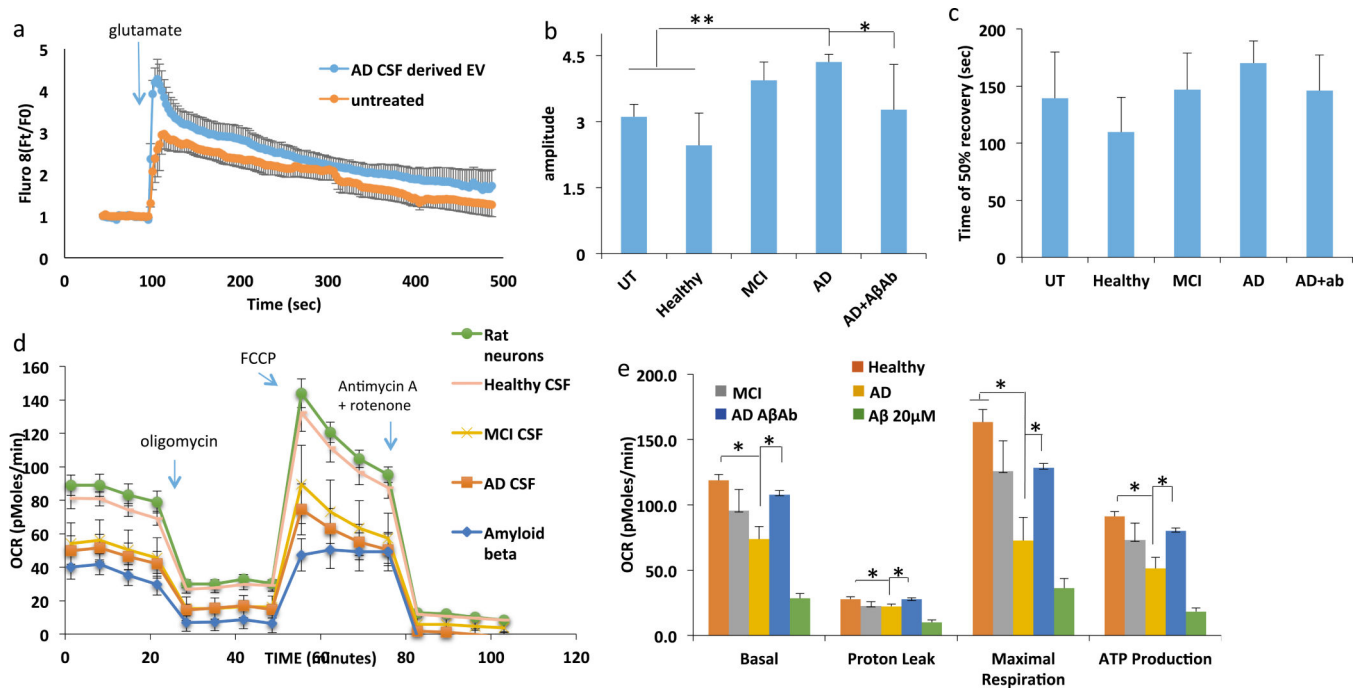 a
glutamate
AD CSF derived EV
untreated
Fluro 8(Ft/F0)
5
4
3
2
1
0
0
100
200
300
400
500
Time (sec)
b
**
*
amplitude
4.5
3
1.5
0
UT
Healthy
MCI
AD
AD+AβAb
c
Time of 50% recovery (sec)
200
150
100
50
0
UT
Healthy
MCI
AD
AD+ab
d
Rat
neurons
Healthy CSF
MCI CSF
AD CSF
Amyloid
beta
FCCP
Antimycin A
+ rotenone
oligomycin
OCR (pMoles/min)
160
140
120
100
80
60
40
20
0
0
20
40
60
80
100
120
TIME (minutes)
e
Healthy
MCI
AD
AD AβAb
Aβ 20μM
OCR (pMoles/min)
200.0
150.0
100.0
50.0
0.0
*
*
*
*
*
*
*
*
Basal
Proton Leak
Maximal
Respiration
ATP Production